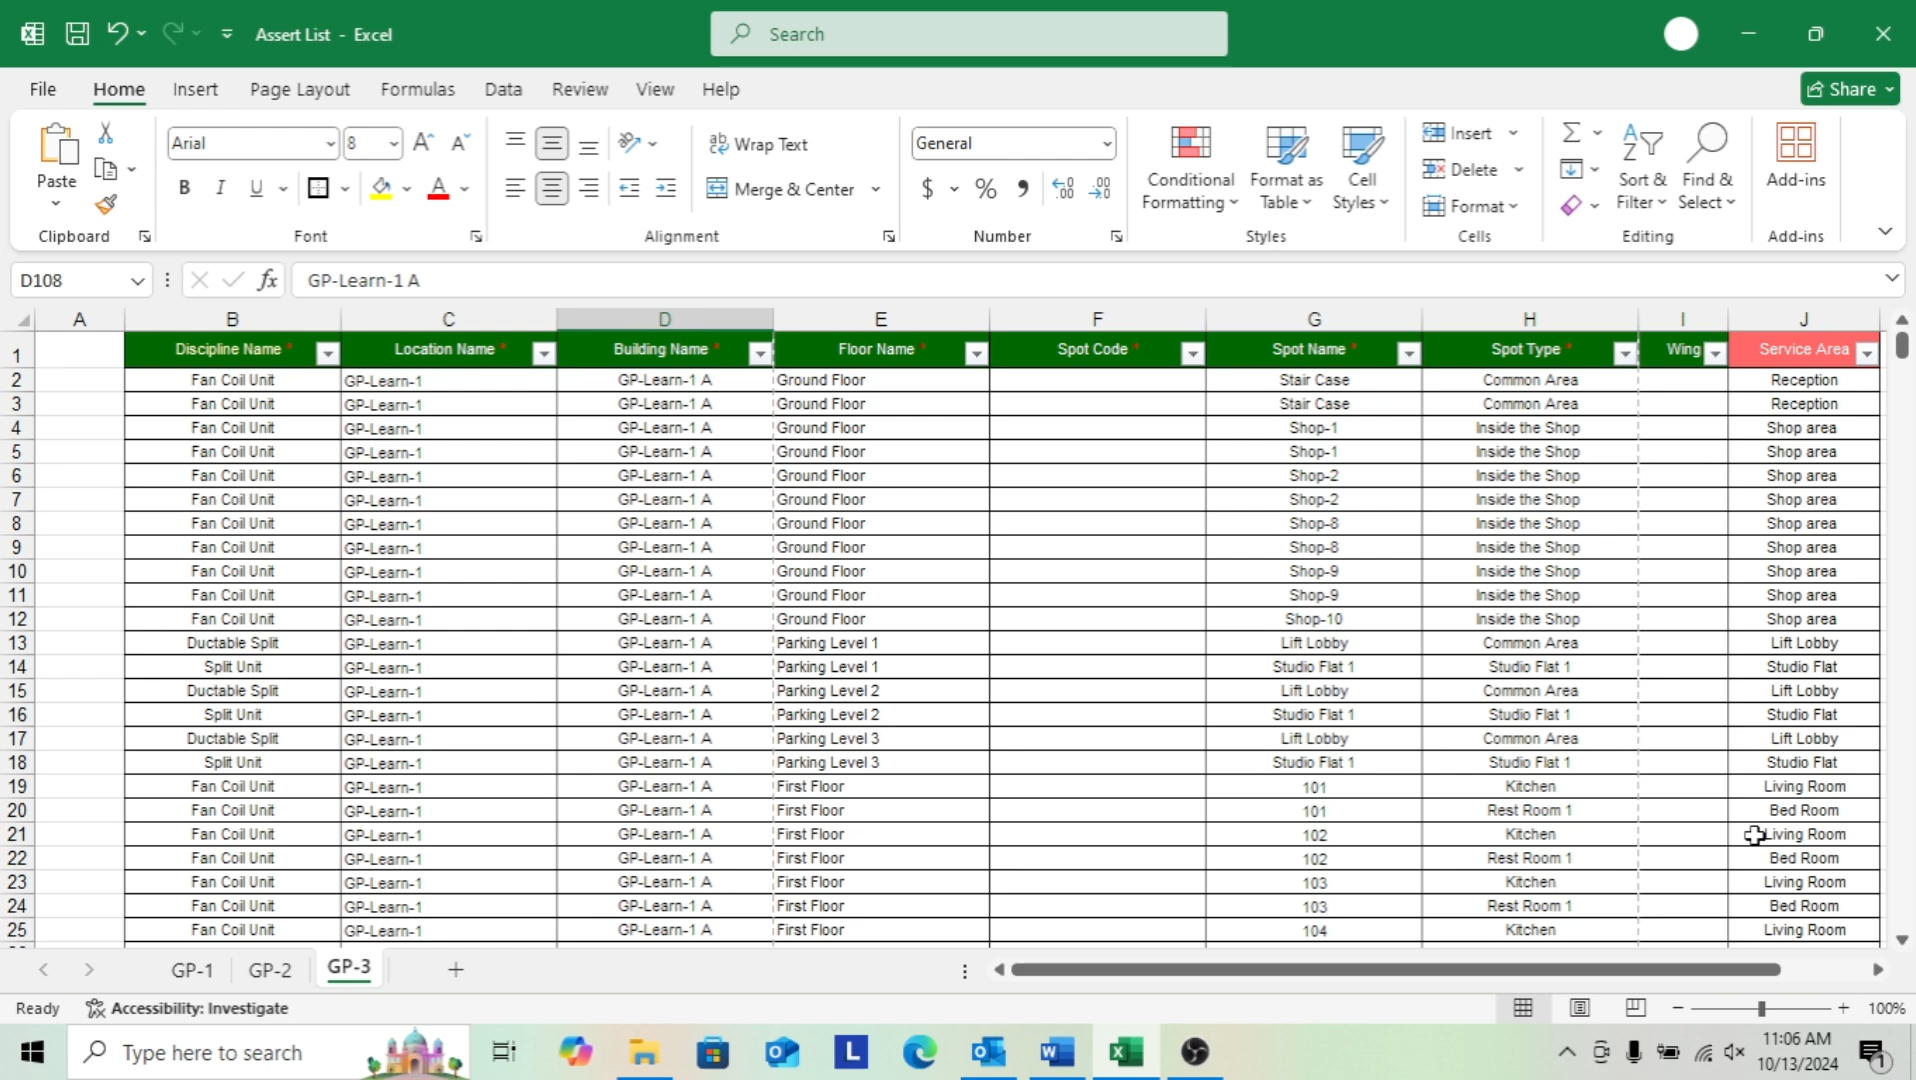 Assert List - Excel
Search
File Home Insert Page Layout Formulas Data Review View Help Share
Paste
Clipboard
Arial 8
B I U A
Font
ab Wrap Text
Merge & Center
Alignment
General
$ % 9
Number
Conditional Formatting
Format as Table
Cell Styles
Styles
Insert
Delete
Format
Cells
Sort & Filter
Find & Select
Editing
Add-ins
Add-ins
D108 fx GP-Learn-1 A
A B C D E F G H I J
1 Discipline Name * Location Name * Building Name * Floor Name * Spot Code * Spot Name * Spot Type * Wing Service Area
2 Fan Coil Unit GP-Learn-1 GP-Learn-1 A Ground Floor Stair Case Common Area Reception
3 Fan Coil Unit GP-Learn-1 GP-Learn-1 A Ground Floor Stair Case Common Area Reception
4 Fan Coil Unit GP-Learn-1 GP-Learn-1 A Ground Floor Shop-1 Inside the Shop Shop area
5 Fan Coil Unit GP-Learn-1 GP-Learn-1 A Ground Floor Shop-1 Inside the Shop Shop area
6 Fan Coil Unit GP-Learn-1 GP-Learn-1 A Ground Floor Shop-2 Inside the Shop Shop area
7 Fan Coil Unit GP-Learn-1 GP-Learn-1 A Ground Floor Shop-2 Inside the Shop Shop area
8 Fan Coil Unit GP-Learn-1 GP-Learn-1 A Ground Floor Shop-8 Inside the Shop Shop area
9 Fan Coil Unit GP-Learn-1 GP-Learn-1 A Ground Floor Shop-8 Inside the Shop Shop area
10 Fan Coil Unit GP-Learn-1 GP-Learn-1 A Ground Floor Shop-9 Inside the Shop Shop area
11 Fan Coil Unit GP-Learn-1 GP-Learn-1 A Ground Floor Shop-9 Inside the Shop Shop area
12 Fan Coil Unit GP-Learn-1 GP-Learn-1 A Ground Floor Shop-10 Inside the Shop Shop area
13 Ductable Split GP-Learn-1 GP-Learn-1 A Parking Level 1 Lift Lobby Common Area Lift Lobby
14 Split Unit GP-Learn-1 GP-Learn-1 A Parking Level 1 Studio Flat 1 Studio Flat 1 Studio Flat
15 Ductable Split GP-Learn-1 GP-Learn-1 A Parking Level 2 Lift Lobby Common Area Lift Lobby
16 Split Unit GP-Learn-1 GP-Learn-1 A Parking Level 2 Studio Flat 1 Studio Flat 1 Studio Flat
17 Ductable Split GP-Learn-1 GP-Learn-1 A Parking Level 3 Lift Lobby Common Area Lift Lobby
18 Split Unit GP-Learn-1 GP-Learn-1 A Parking Level 3 Studio Flat 1 Studio Flat 1 Studio Flat
19 Fan Coil Unit GP-Learn-1 GP-Learn-1 A First Floor 101 Kitchen Living Room
20 Fan Coil Unit GP-Learn-1 GP-Learn-1 A First Floor 101 Rest Room 1 Bed Room
21 Fan Coil Unit GP-Learn-1 GP-Learn-1 A First Floor 102 Kitchen Living Room
22 Fan Coil Unit GP-Learn-1 GP-Learn-1 A First Floor 102 Rest Room 1 Bed Room
23 Fan Coil Unit GP-Learn-1 GP-Learn-1 A First Floor 103 Kitchen Living Room
24 Fan Coil Unit GP-Learn-1 GP-Learn-1 A First Floor 103 Rest Room 1 Bed Room
25 Fan Coil Unit GP-Learn-1 GP-Learn-1 A First Floor 104 Kitchen Living Room
GP-1 GP-2 GP-3
Ready Accessibility: Investigate 100%
Type here to search
11:06 AM
10/13/2024